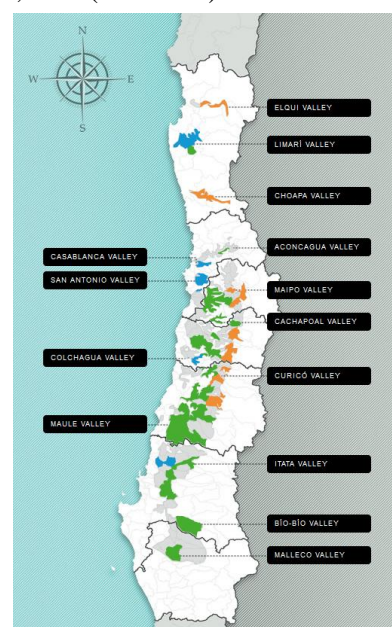 N
W
E
S
ELQUI VALLEY
LIMARÍ VALLEY
CHOAPA VALLEY
ACONCAGUA VALLEY
CASABLANCA VALLEY
SAN ANTONIO VALLEY
MAIPO VALLEY
CACHAPOAL VALLEY
COLCHAGUA VALLEY
CURICÓ VALLEY
MAULE VALLEY
ITATA VALLEY
BÍO-BÍO VALLEY
MALLECO VALLEY